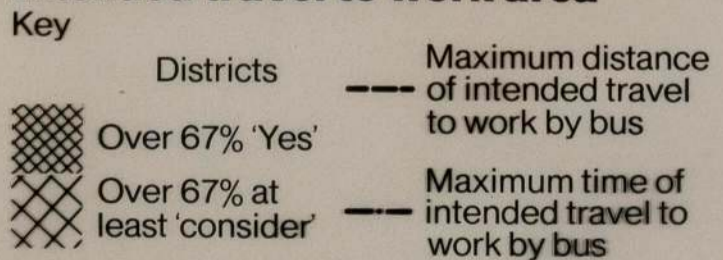 Key
Districts
Over 67% 'Yes'
Over 67% at
least 'consider'
Maximum distance
of intended travel
to work by bus
Maximum time of
intended travel to
work by bus